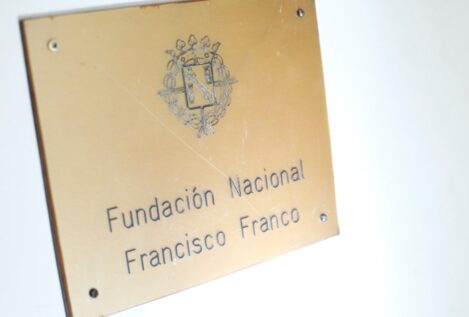 Fundación Nacional
Francisco Franco